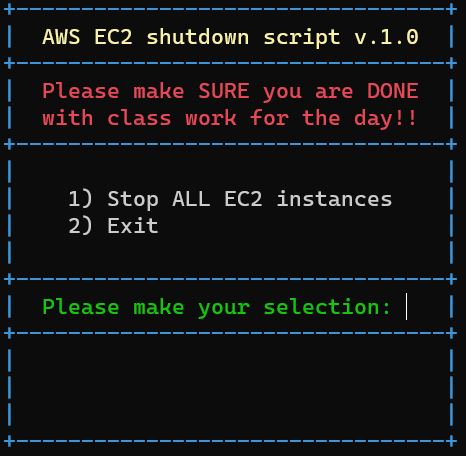 AWS EC2 shutdown script v.1.0
Please make SURE you are DONE
with class work for the day!!
1) Stop ALL EC2 instances
2) Exit
Please make your selection: